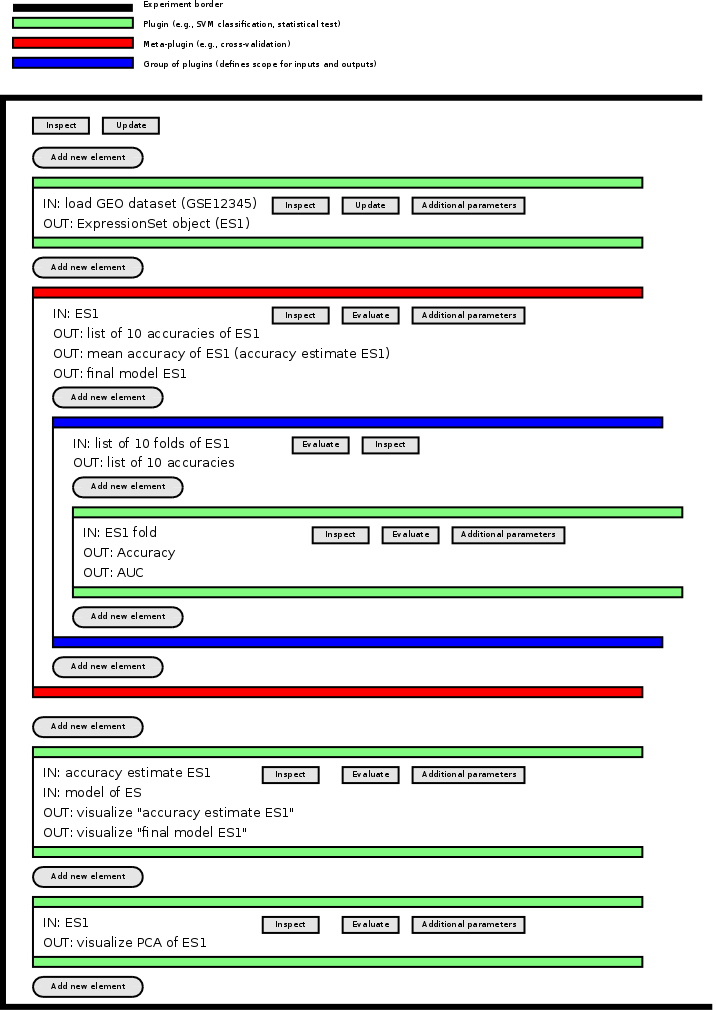 Experiment border
Plugin (e.g., SVM classification, statistical test)
Meta-plugin (e.g., cross-validation)
Group of plugins (defines scope for inputs and outputs)
Inspect Update
Add new element
IN: load GEO dataset (GSE12345) Inspect Update Additional parameters
OUT: ExpressionSet object (ES1)
Add new element
IN: ES1 Inspect Evaluate Additional parameters
OUT: list of 10 accuracies of ES1
OUT: mean accuracy of ES1 (accuracy estimate ES1)
OUT: final model ES1
Add new element
IN: list of 10 folds of ES1 Evaluate Inspect
OUT: list of 10 accuracies
Add new element
IN: ES1 fold Inspect Evaluate Additional parameters
OUT: Accuracy
OUT: AUC
Add new element
Add new element
Add new element
IN: accuracy estimate ES1 Inspect Evaluate Additional parameters
IN: model of ES
OUT: visualize "accuracy estimate ES1"
OUT: visualize "final model ES1"
Add new element
IN: ES1 Inspect Evaluate Additional parameters
OUT: visualize PCA of ES1
Add new element